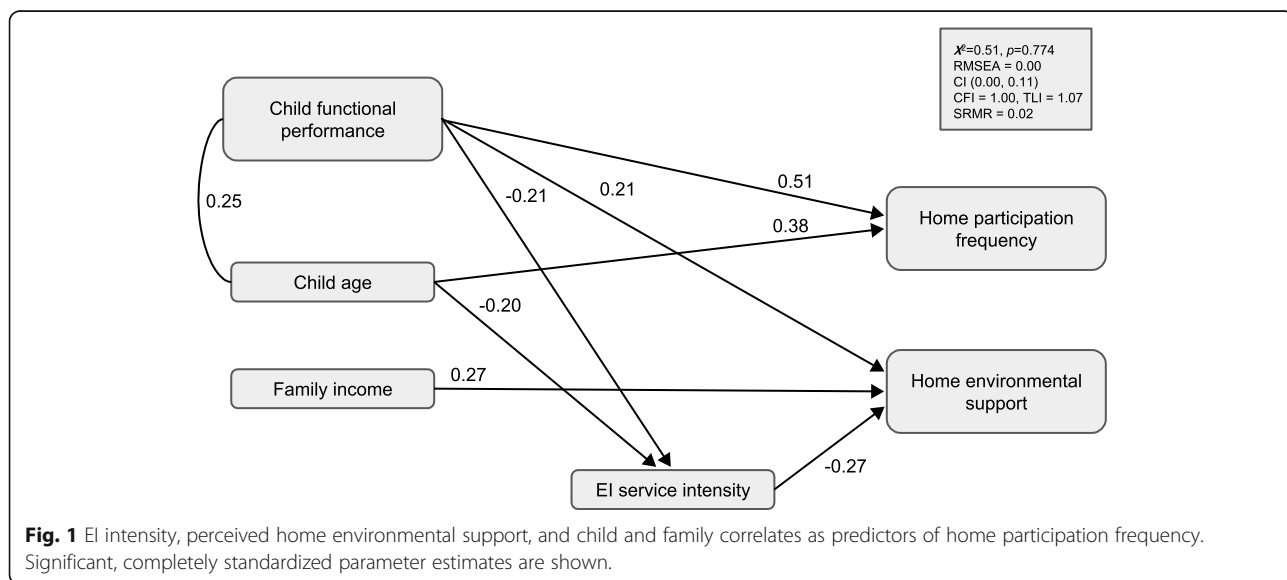 X²=0.51, p=0.774
RMSEA = 0.00
CI (0.00, 0.11)
CFI = 1.00, TLI = 1.07
SRMR = 0.02
Child functional
performance
0.25
-0.21
0.21
0.51
Home participation
frequency
0.38
Child age
-0.20
Family income
0.27
Home environmental
support
-0.27
EI service intensity
Fig. 1 EI intensity, perceived home environmental support, and child and family correlates as predictors of home participation frequency.
Significant, completely standardized parameter estimates are shown.